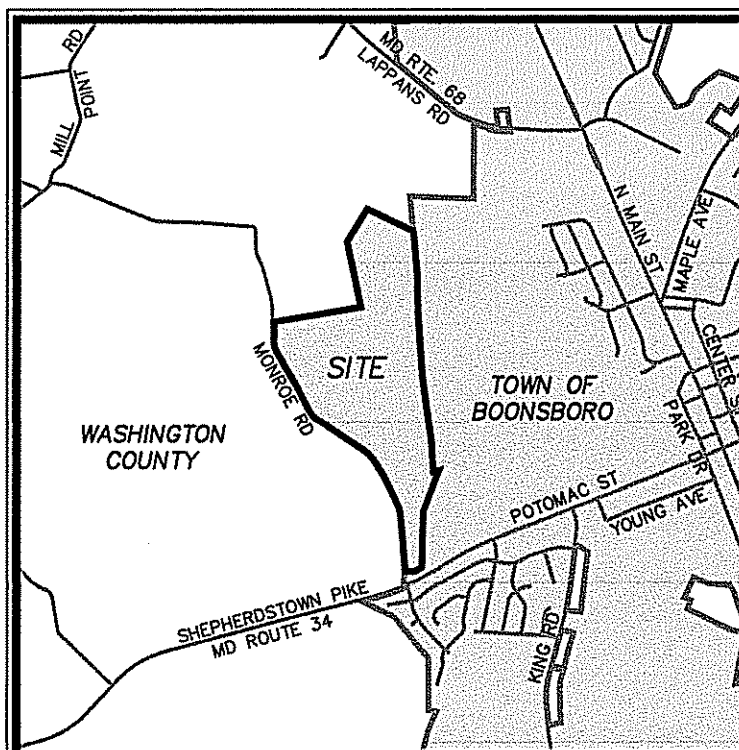 MD RTE. 68
LAPPANS RD
MILL
POINT
RD
N MAIN ST
MAPLE AVE
CENTER S
SITE
MONROE RD
TOWN OF
BOONSBORO
PARK DR
WASHINGTON
COUNTY
POTOMAC ST
YOUNG AVE
SHEPHERDSTOWN PIKE
MD ROUTE 34
KING RD